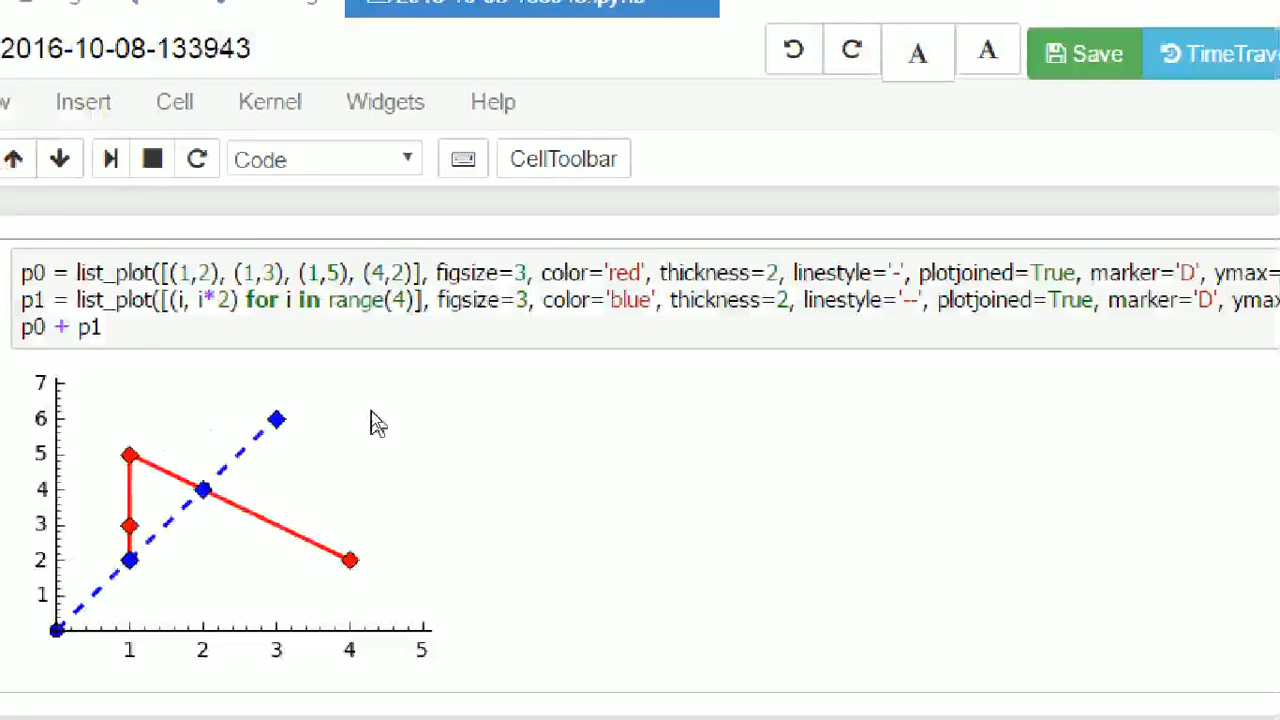 2016-10-08-133943
A A Save
Insert Cell Kernel Widgets Help
Code CellToolbar
p0 = list_plot([(1,2), (1,3), (1,5), (4,2)], figsize=3, color='red', thickness=2, linestyle='-', plotjoined=True, marker='D', ymax=
p1 = list_plot([(i, i*2) for i in range(4)], figsize=3, color='blue', thickness=2, linestyle='--', plotjoined=True, marker='D',
p0 + p1
7
6
5
4
3
2
1
1 2 3 4 5